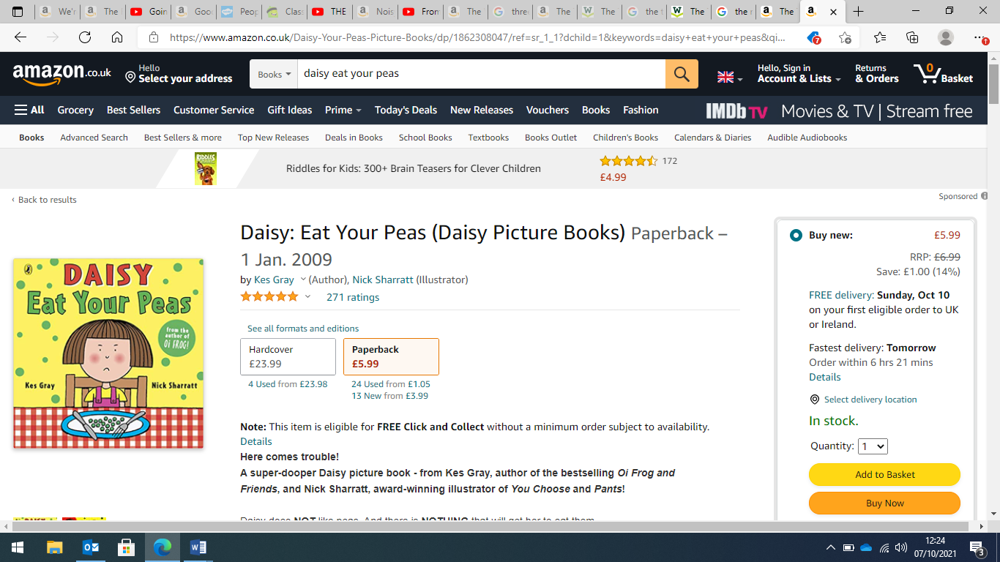 We'r
The
Goin
Good
Peop
Class
THE
Nois
From
The
three
The
The
the t
The
the r
The
https://www.amazon.co.uk/Daisy-Your-Peas-Picture-Books/dp/1862308047/ref=sr_1_1?dchild=1&keywords=daisy+eat+your+peas&qi...
7
amazon.co.uk
Hello
Select your address
Books
daisy eat your peas
Hello, Sign in
Account & Lists
Returns
& Orders
0
Basket
All Grocery Best Sellers Customer Service Gift Ideas Prime Today's Deals New Releases Vouchers Books Fashion
IMDb TV Movies & TV | Stream free
Books Advanced Search Best Sellers & more Top New Releases Deals in Books School Books Textbooks Books Outlet Children's Books Calendars & Diaries Audible Audiobooks
RIDDLES
Riddles for Kids: 300+ Brain Teasers for Clever Children
172
£4.99
‹ Back to results
Sponsored
DAISY
Eat Your Peas
from the
author of
Oi FROG!
Kes Gray
Nick Sharratt
Daisy: Eat Your Peas (Daisy Picture Books) Paperback –
1 Jan. 2009
by Kes Gray (Author), Nick Sharratt (Illustrator)
271 ratings
See all formats and editions
Hardcover
£23.99
4 Used from £23.98
Paperback
£5.99
24 Used from £1.05
13 New from £3.99
Note: This item is eligible for FREE Click and Collect without a minimum order subject to availability.
Details
Here comes trouble!
A super-dooper Daisy picture book - from Kes Gray, author of the bestselling Oi Frog and
Friends, and Nick Sharratt, award-winning illustrator of You Choose and Pants!
Daisy does NOT like peas. And there is NOTHING that will get her to eat them
Buy new: £5.99
RRP: £6.99
Save: £1.00 (14%)
FREE delivery: Sunday, Oct 10
on your first eligible order to UK
or Ireland.
Fastest delivery: Tomorrow
Order within 6 hrs 21 mins
Details
Select delivery location
In stock.
Quantity: 1
Add to Basket
Buy Now
12:24
07/10/2021
3